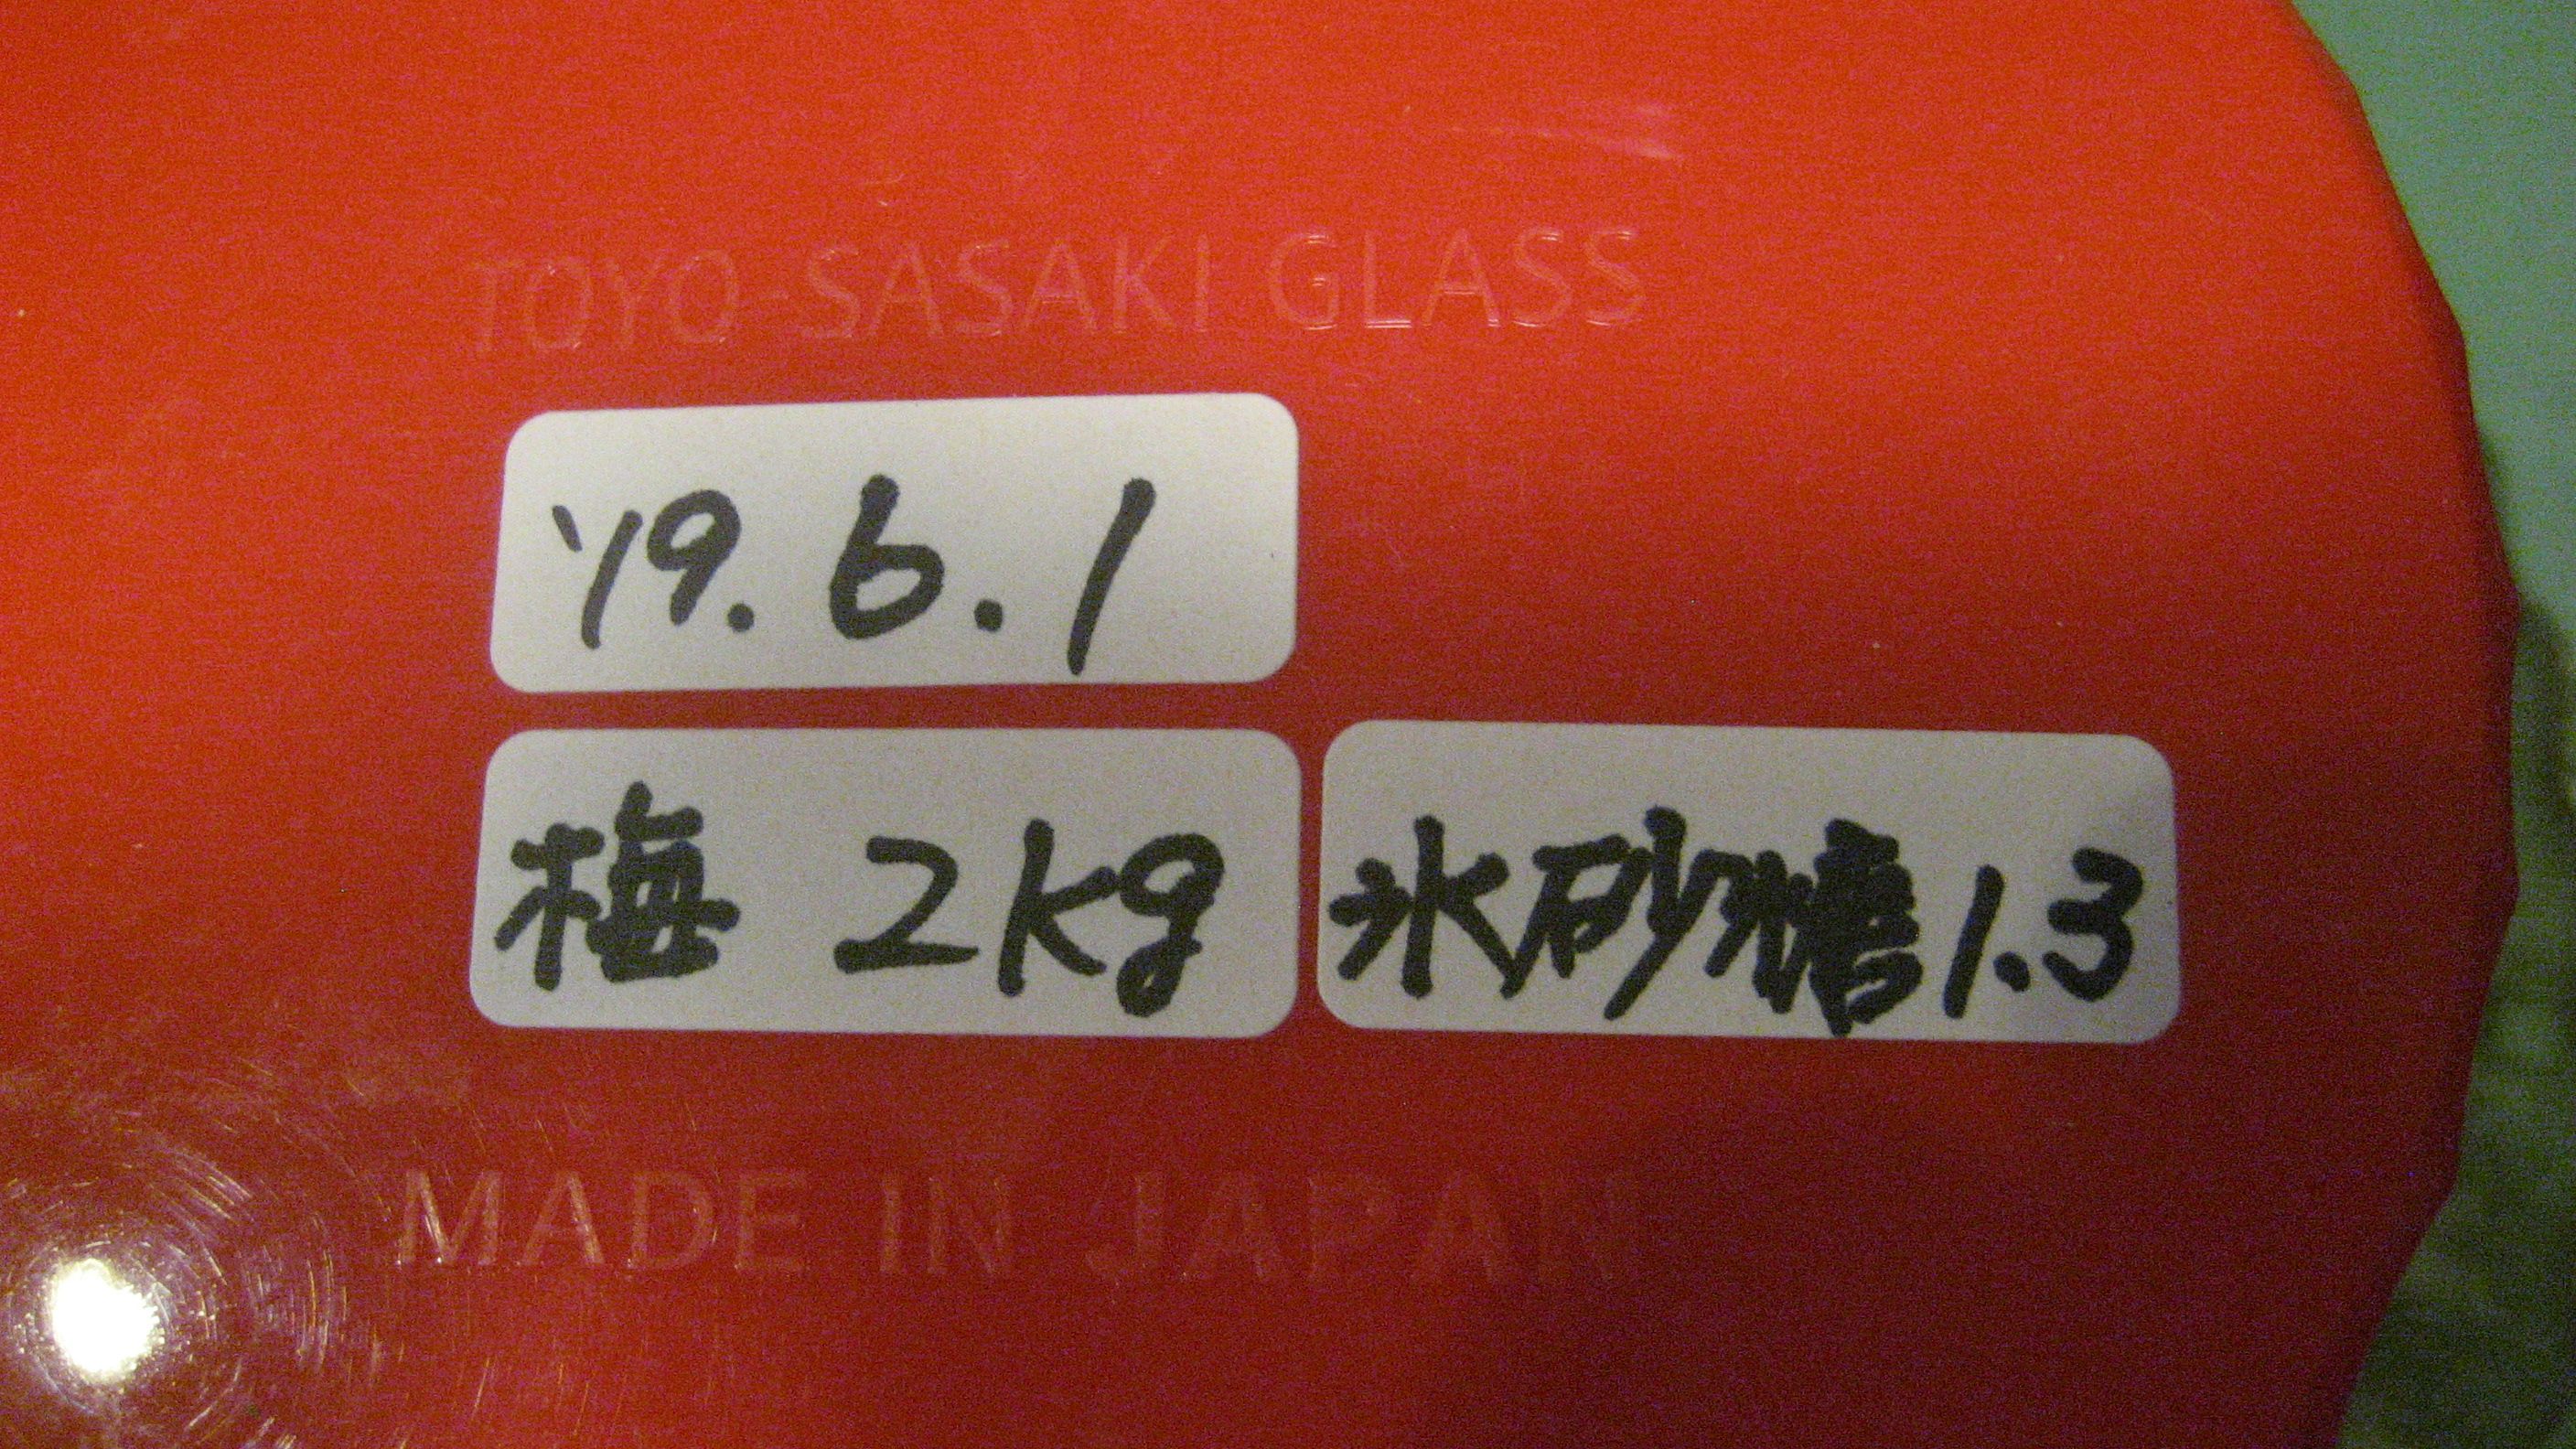 TOYO-SASAKI GLASS
'19.6.1
梅 2kg
氷砂糖1.3
MADE IN JAPAN